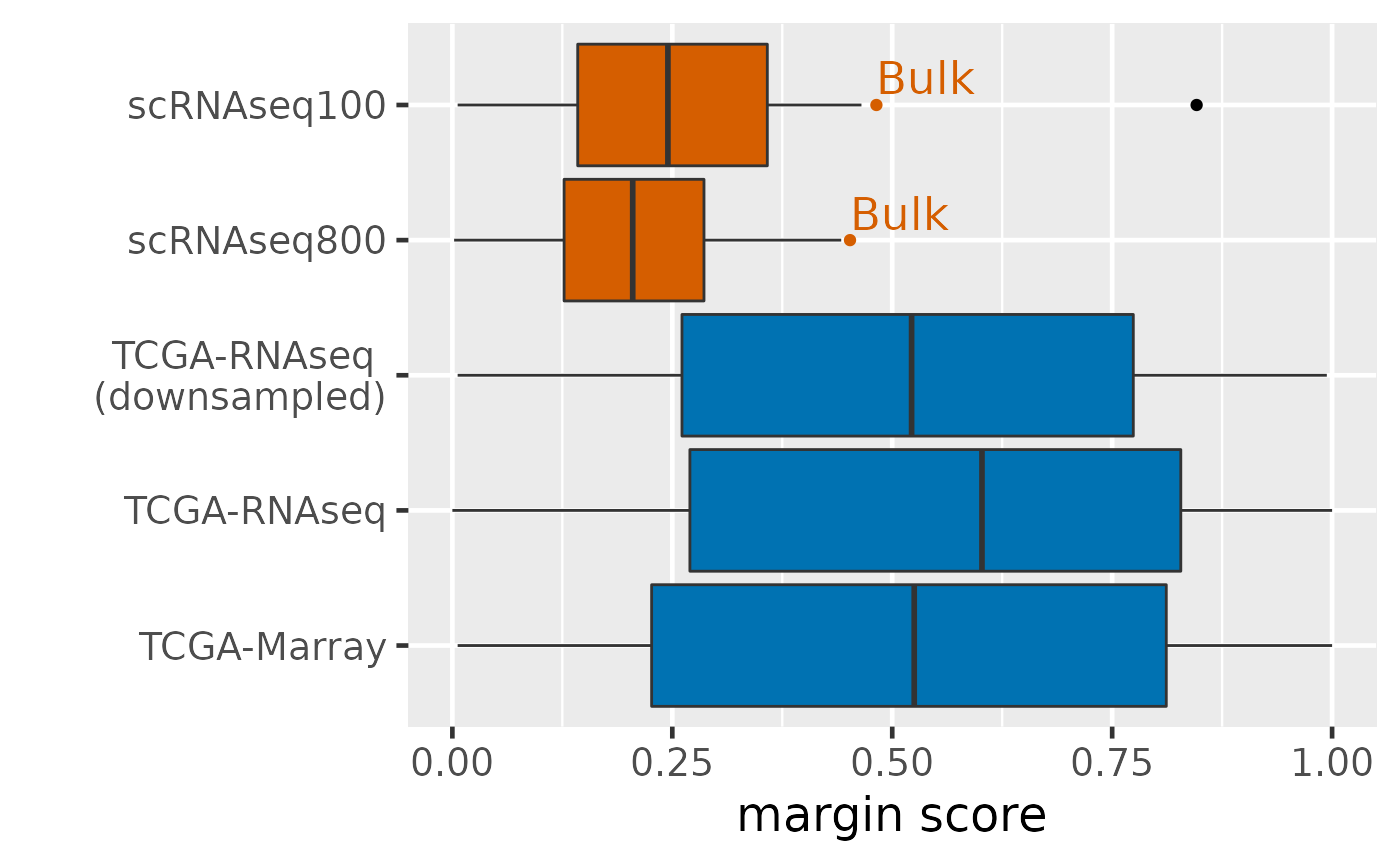 scRNAseq100
Bulk
scRNAseq800
Bulk
TCGA-RNAseq
(downsampled)
TCGA-RNAseq
TCGA-Marray
0.00 0.25 0.50 0.75 1.00
margin score